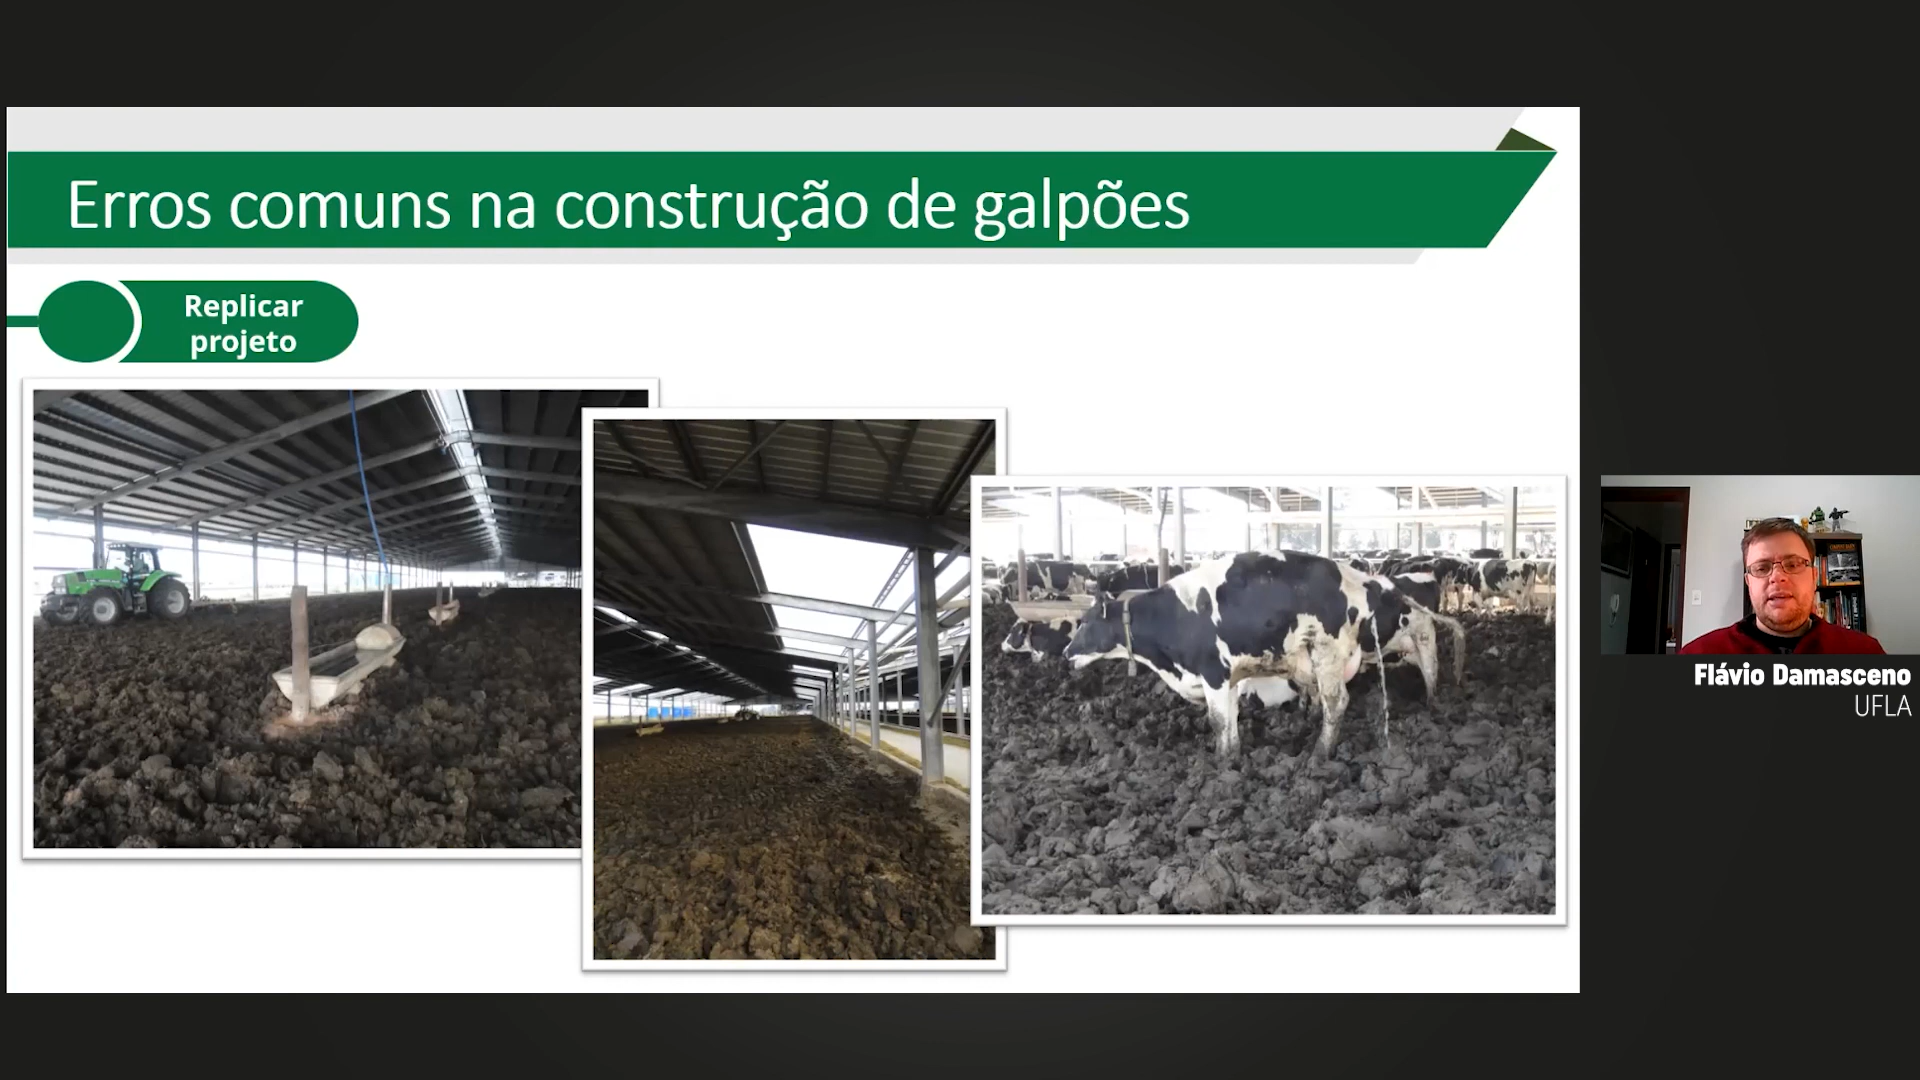 Erros comuns na construção de galpões
Replicar
projeto
Flávio Damasceno
UFLA